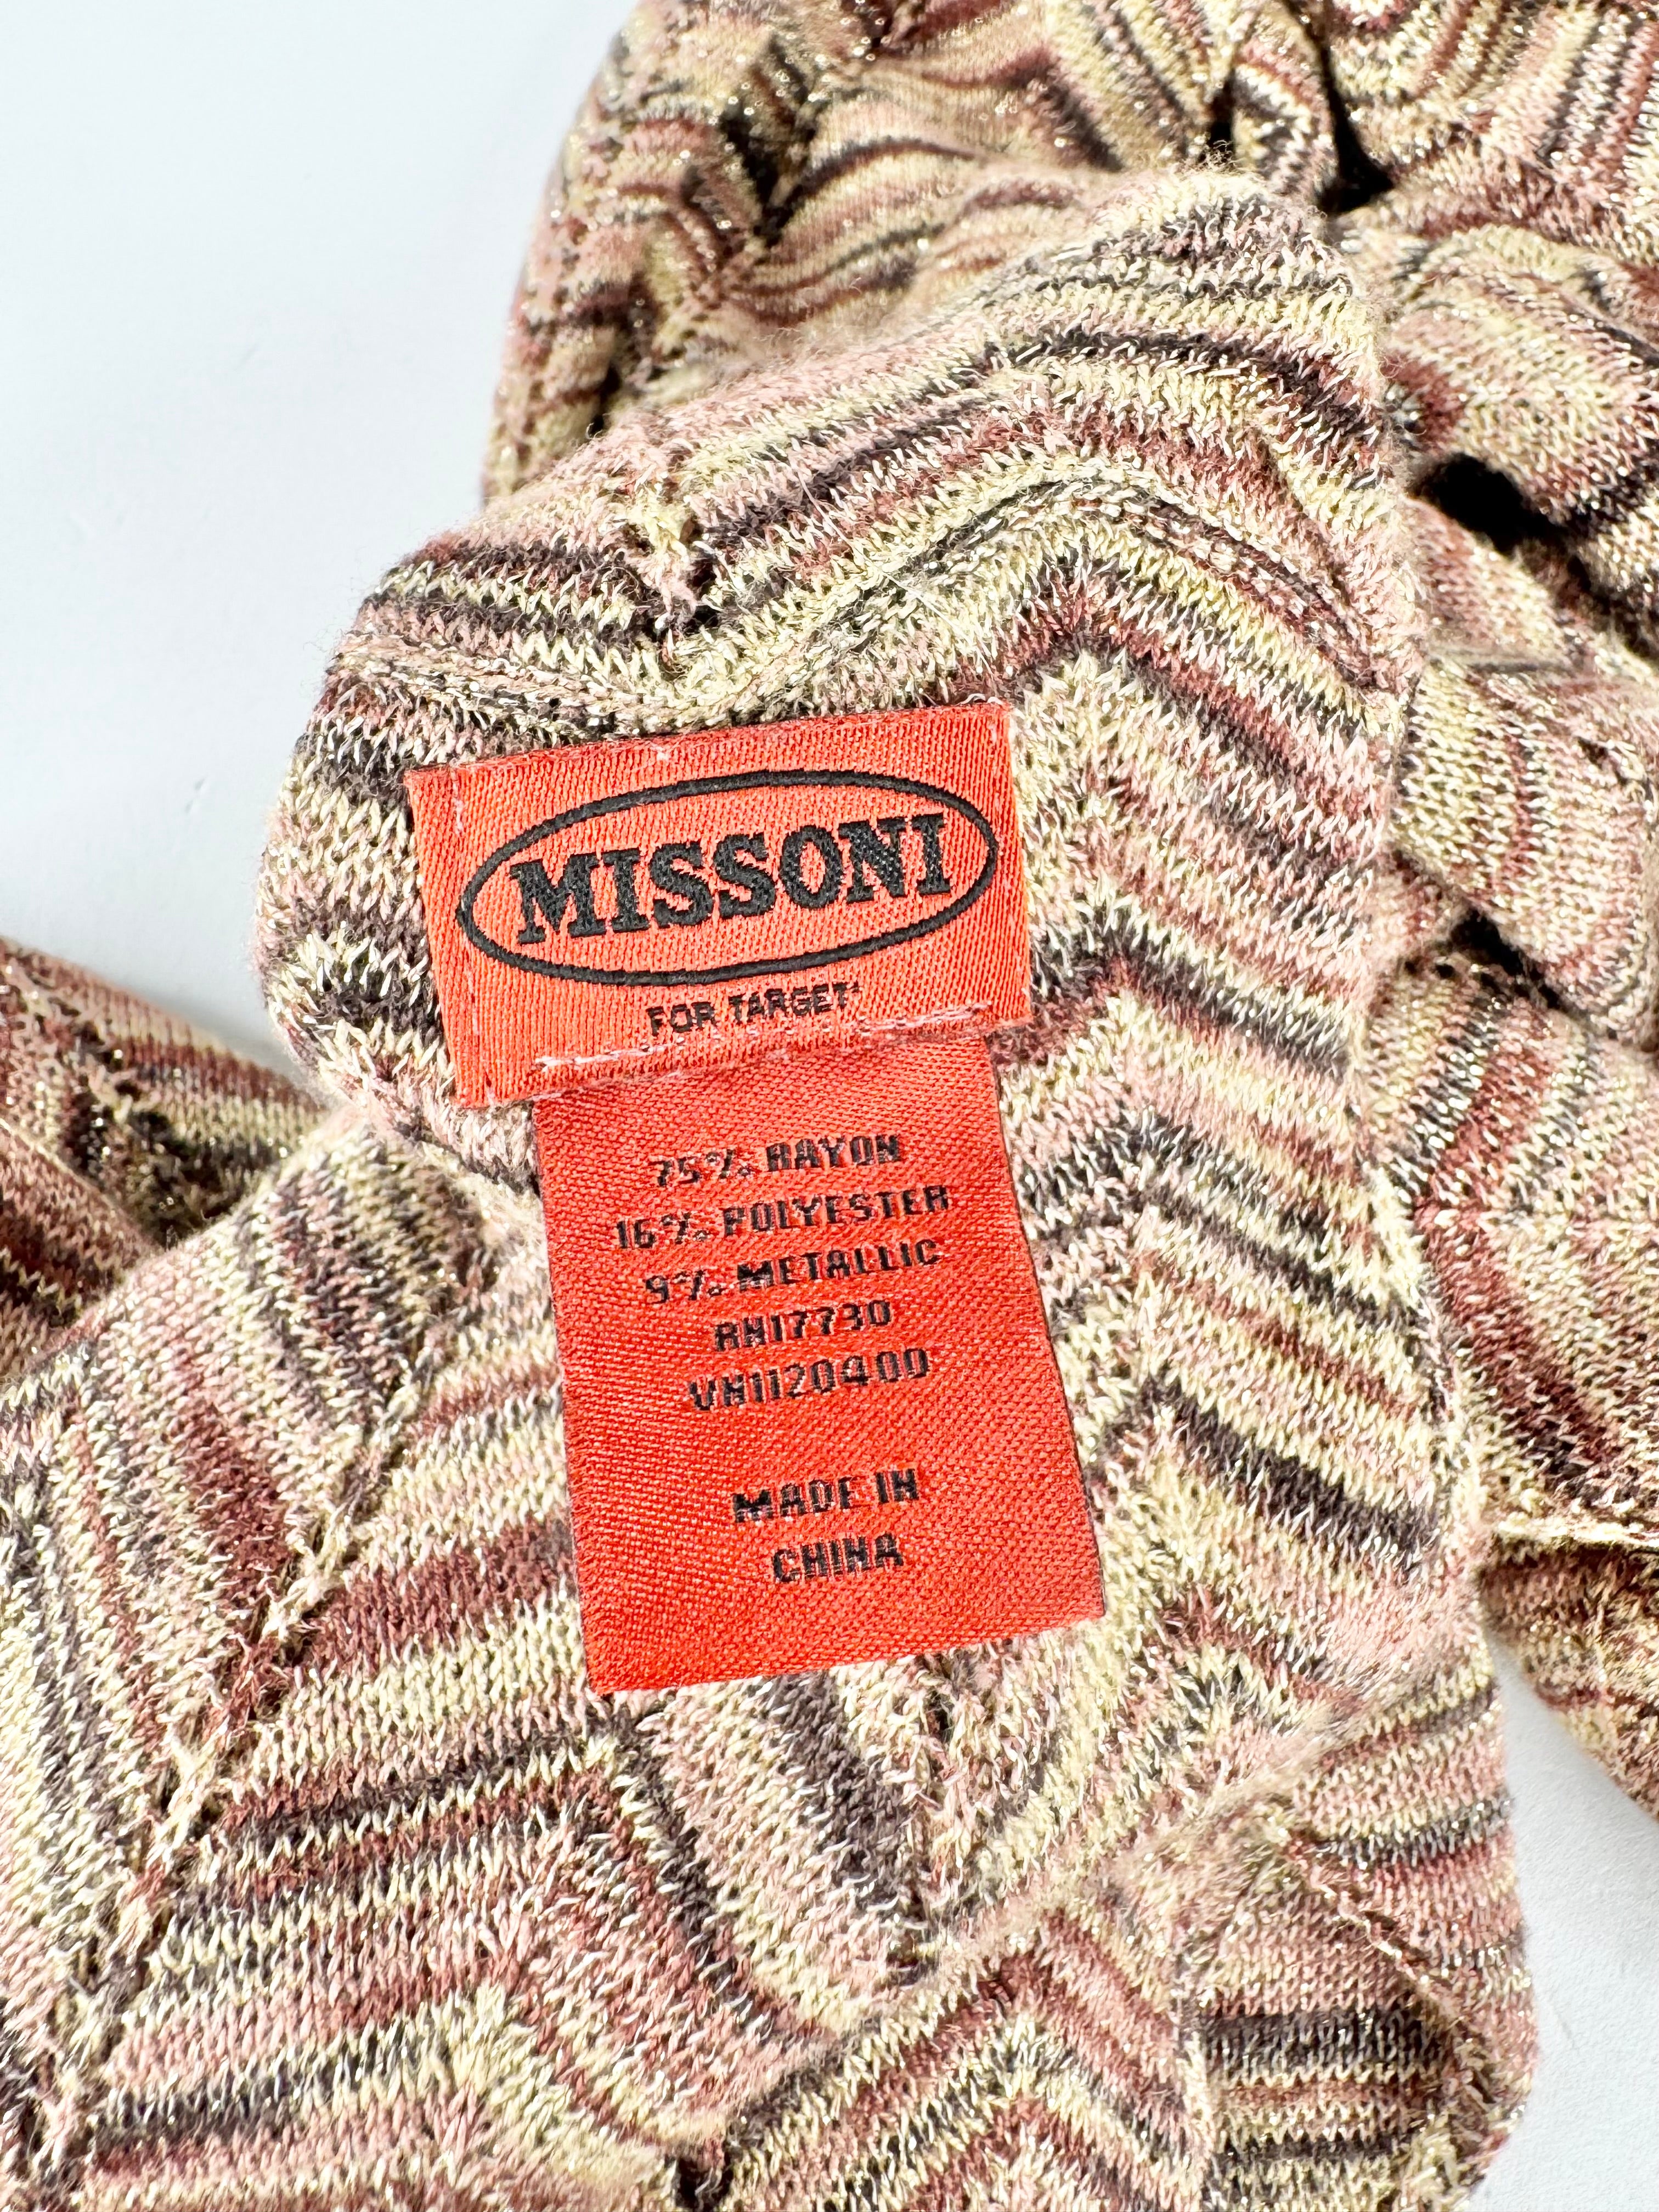 MISSONI
FOR TARGET*
75% RAYON
16% POLYESTER
9% METALLIC
RN17730
VN1120400
MADE IN
CHINA